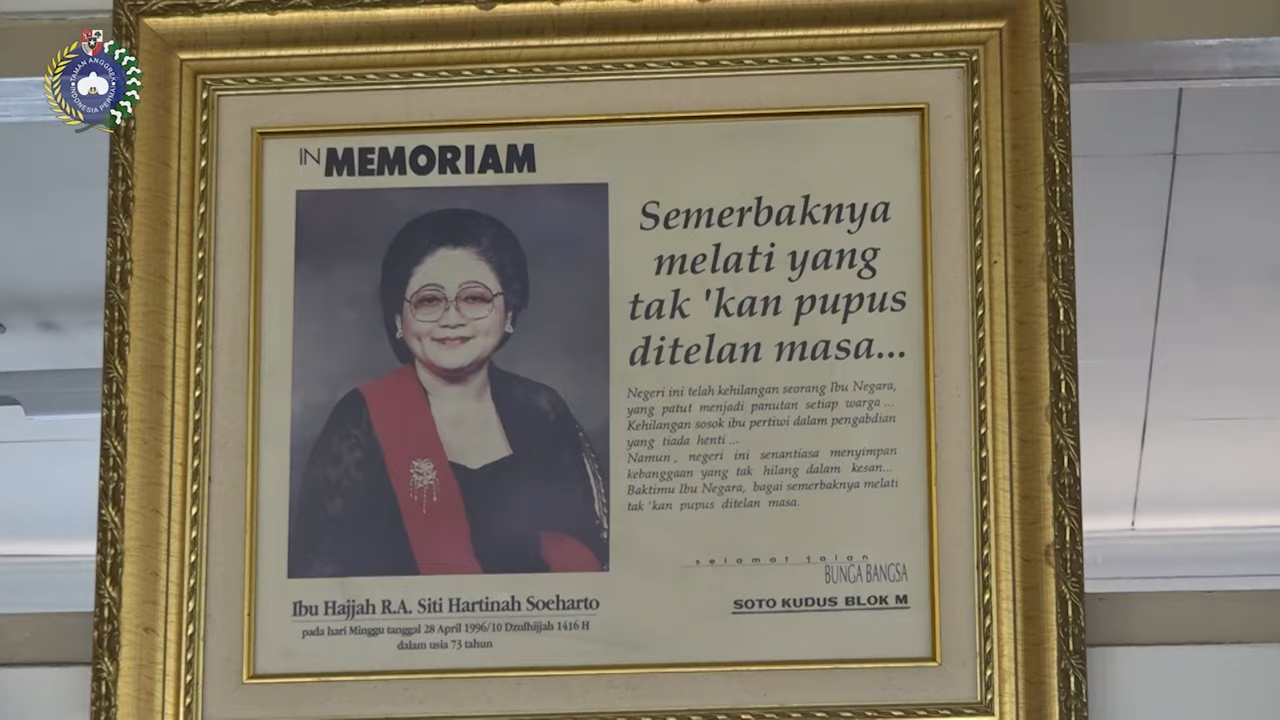 TAMAN ANGGREK
INDONESIA PERMAI
IN MEMORIAM
Semerbaknya
melati yang
tak 'kan pupus
ditelan masa...
Negeri ini telah kehilangan seorang Ibu Negara,
yang patut menjadi panutan setiap warga ...
Kehilangan sosok ibu pertiwi dalam pengabdian
yang tiada henti ...
Namun, negeri ini senantiasa menyimpan
kebanggaan yang tak hilang dalam kesan...
Baktimu Ibu Negara, bagai semerbaknya melati
tak 'kan pupus ditelan masa.
selamat jalan
BUNGA BANGSA
SOTO KUDUS BLOK M
Ibu Hajjah R.A. Siti Hartinah Soeharto
pada hari Minggu tanggal 28 April 1996/10 Dzulhijjah 1416 H
dalam usia 73 tahun